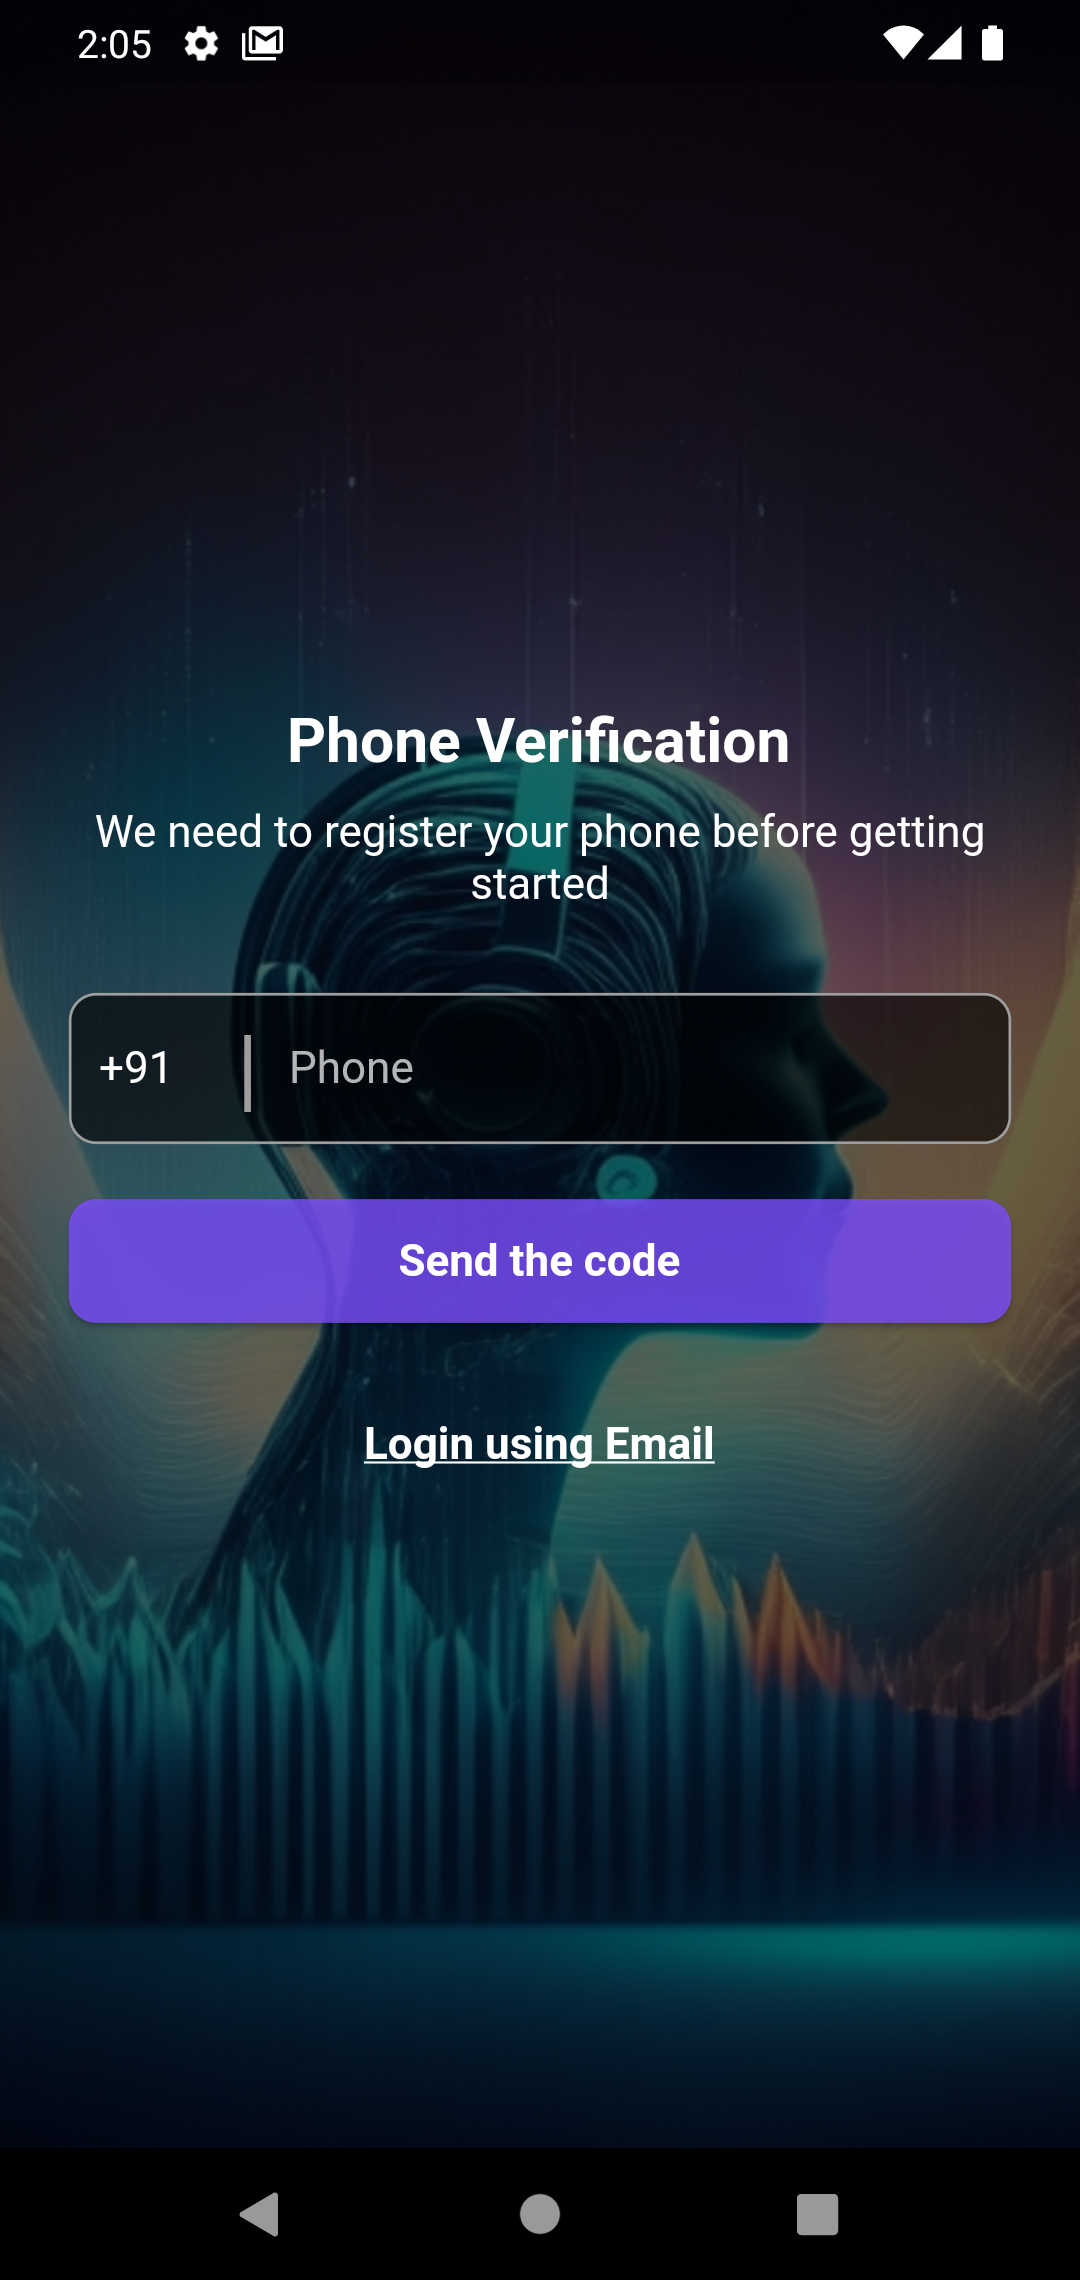 2:05
Phone Verification
We need to register your phone before getting
started
+91
Phone
Send the code
Login using Email